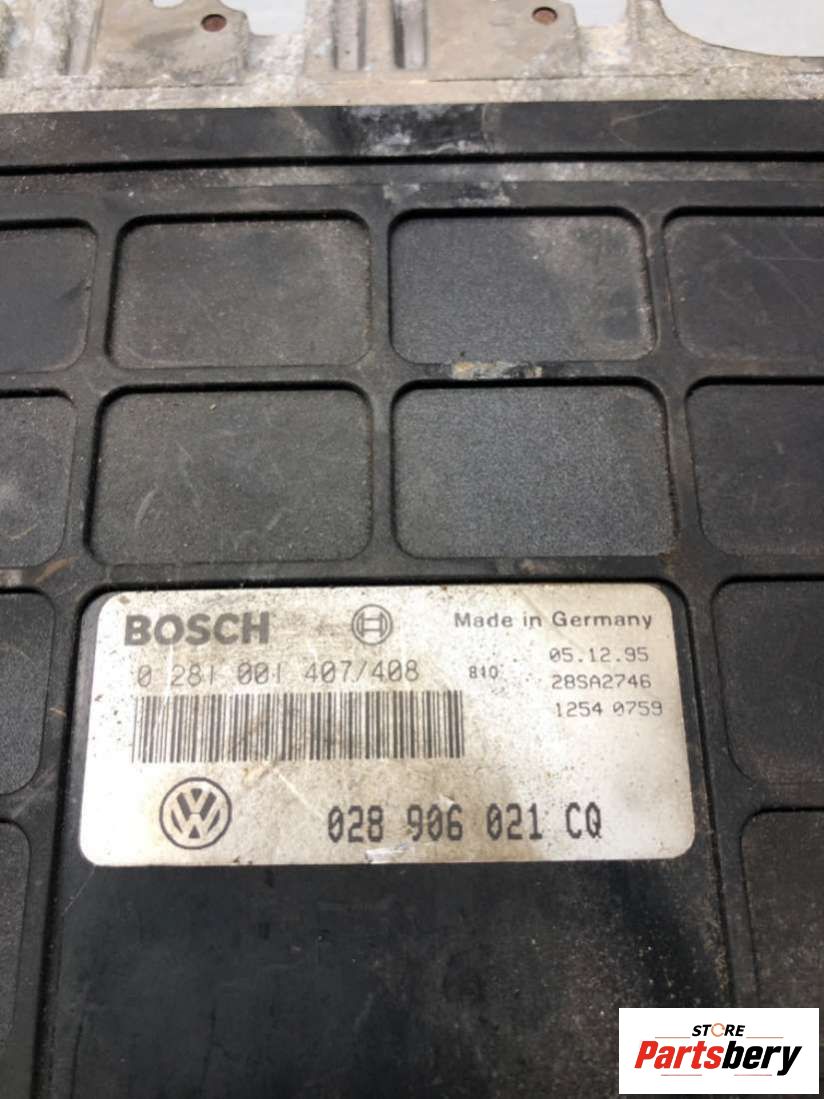 BOSCH
Made in Germany
0 281 001 407/408
810
05.12.95
28SA2746
1254 0759
VW
028 906 021 CQ
STORE
Partsbery